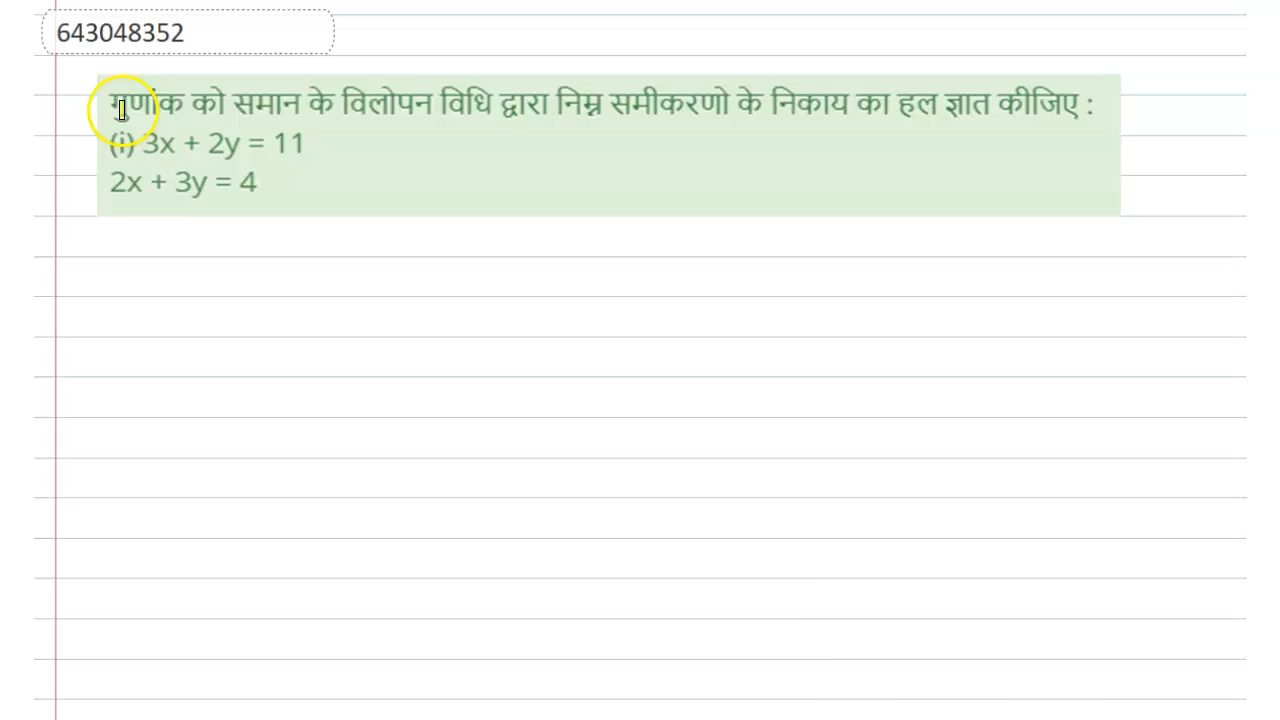 643048352
गुणांक को समान के विलोपन विधि द्वारा निम्न समीकरणो के निकाय का हल ज्ञात कीजिए :
(i) 3x + 2y = 11
2x + 3y = 4